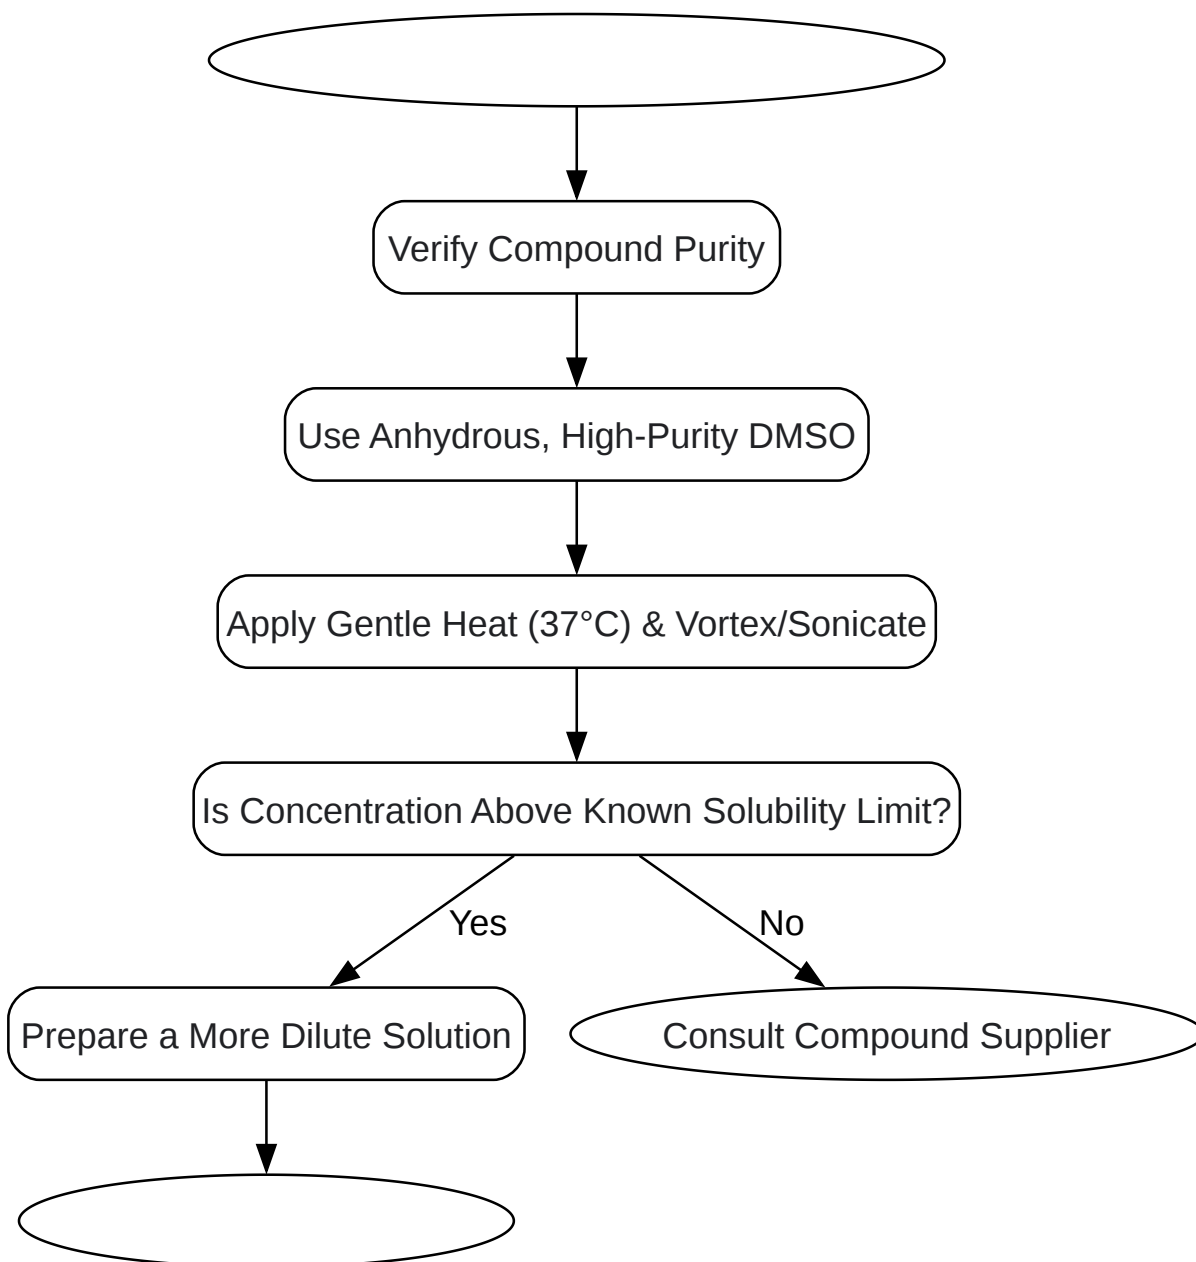 Verify Compound Purity
Use Anhydrous, High-Purity DMSO
Apply Gentle Heat (37°C) & Vortex/Sonicate
Is Concentration Above Known Solubility Limit?
Yes
No
Prepare a More Dilute Solution
Consult Compound Supplier